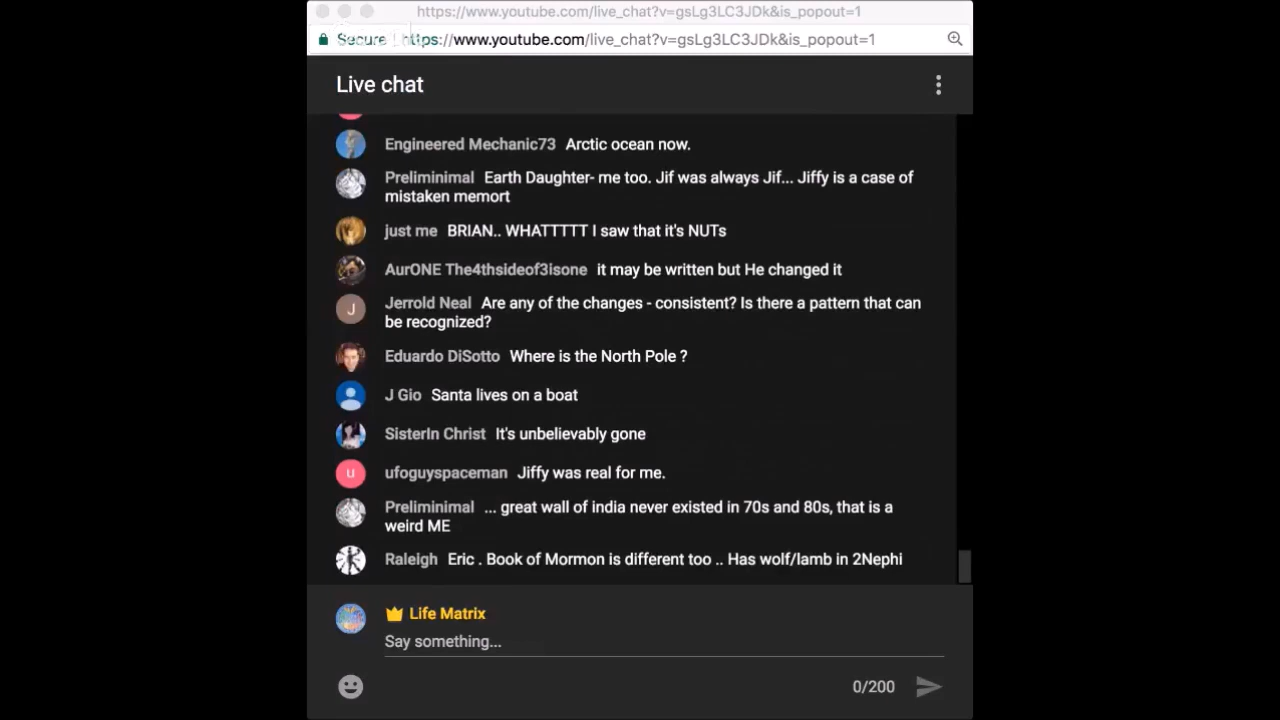 https://www.youtube.com/live_chat?v=gsLg3LC3JDk&is_popout=1
Secure https://www.youtube.com/live_chat?v=gsLg3LC3JDk&is_popout=1
Live chat
Engineered Mechanic73 Arctic ocean now.
Preliminimal Earth Daughter- me too. Jif was always Jif... Jiffy is a case of
mistaken memort
just me BRIAN.. WHATTTTT I saw that it's NUTs
AurONE The4thsideof3isone it may be written but He changed it
J
Jerrold Neal Are any of the changes - consistent? Is there a pattern that can
be recognized?
Eduardo DiSotto Where is the North Pole ?
J Gio Santa lives on a boat
SisterIn Christ It's unbelievably gone
u
ufoguyspaceman Jiffy was real for me.
Preliminimal ... great wall of india never existed in 70s and 80s, that is a
weird ME
Raleigh Eric . Book of Mormon is different too .. Has wolf/lamb in 2Nephi
Life Matrix
Say something...
0/200